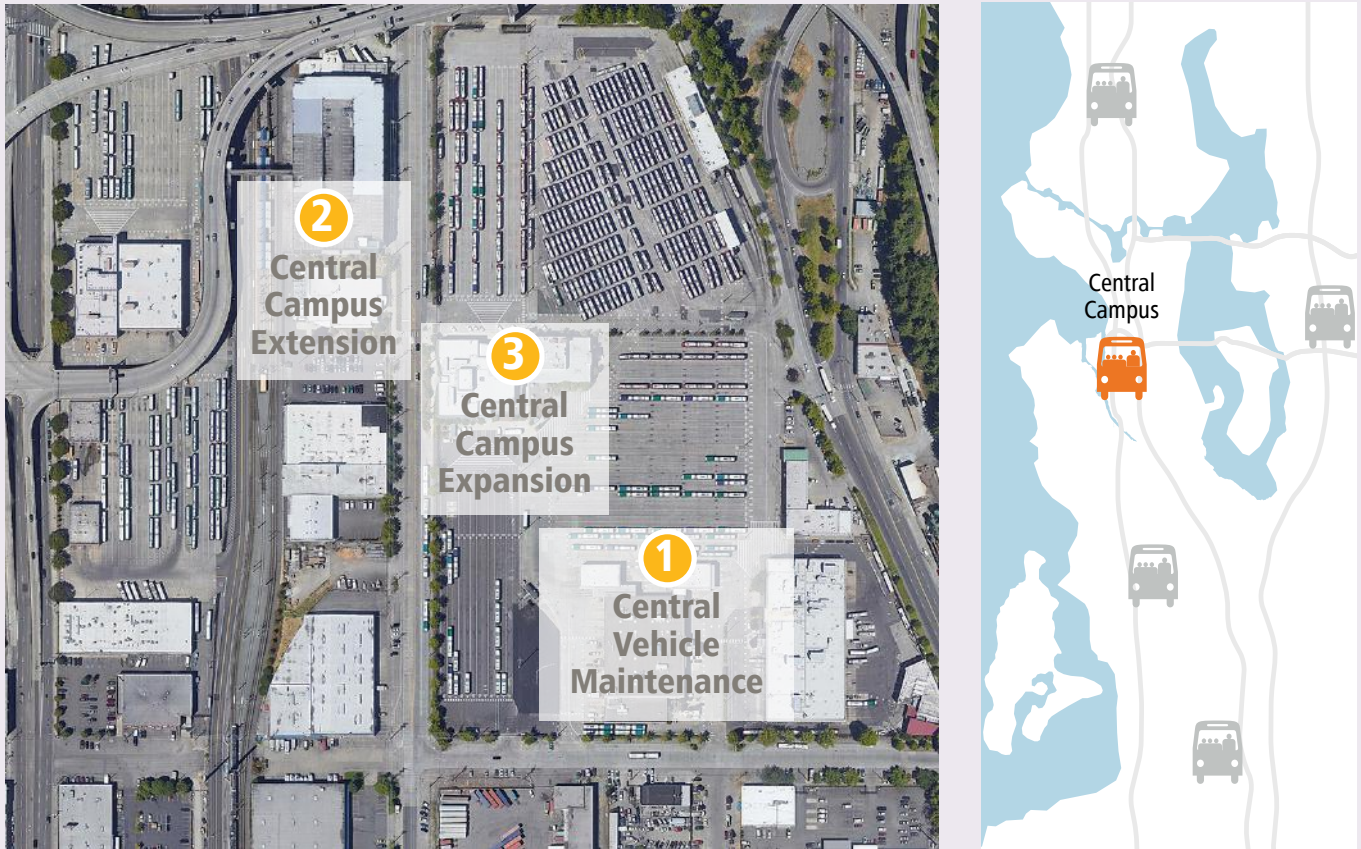 2
Central
Campus
Extension
3
Central
Campus
Expansion
1
Central
Vehicle
Maintenance
Central
Campus